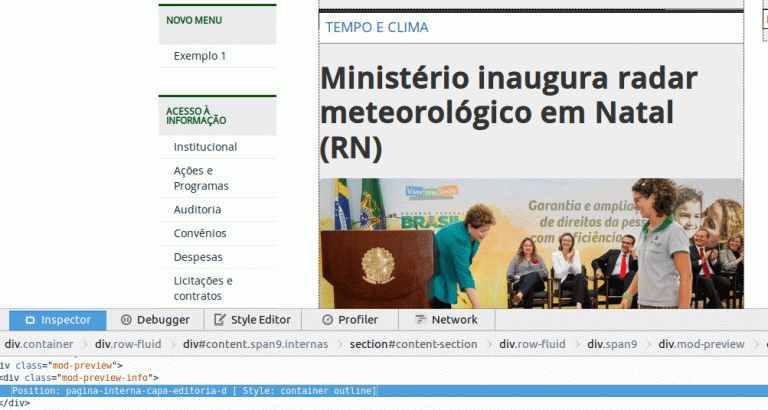 NOVO MENU
Exemplo 1
ACESSO À
INFORMAÇÃO
Institucional
Ações e
Programas
Auditoria
Convênios
Despesas
Licitações e
contratos
TEMPO E CLIMA
Ministério inaugura radar
meteorológico em Natal
(RN)
Viver sem Limite
BRASIL
Garantia e amplia
de direitos da pess
com deficiência
Inspector
Debugger
Style Editor
Profiler
Network
div.container
div.row-fluid
div#content.span9.internas
section#content-section
div.row-fluid
div.span9
div.mod-preview
iv class="mod-preview">
<div class="mod-preview-info">
Position: pagina-interna-capa-editoria-d [ Style: container outline]
</div>